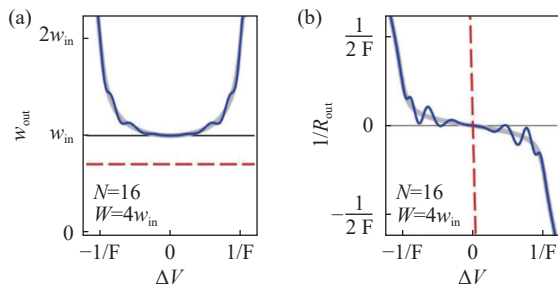 (a)
2w_in
w_out
w_in
N=16
W=4w_in
0
−1/F
0
1/F
ΔV
(b)
1
2 F
1/R_out
0
N=16
−1
2 F
W=4w_in
−1/F
0
1/F
ΔV